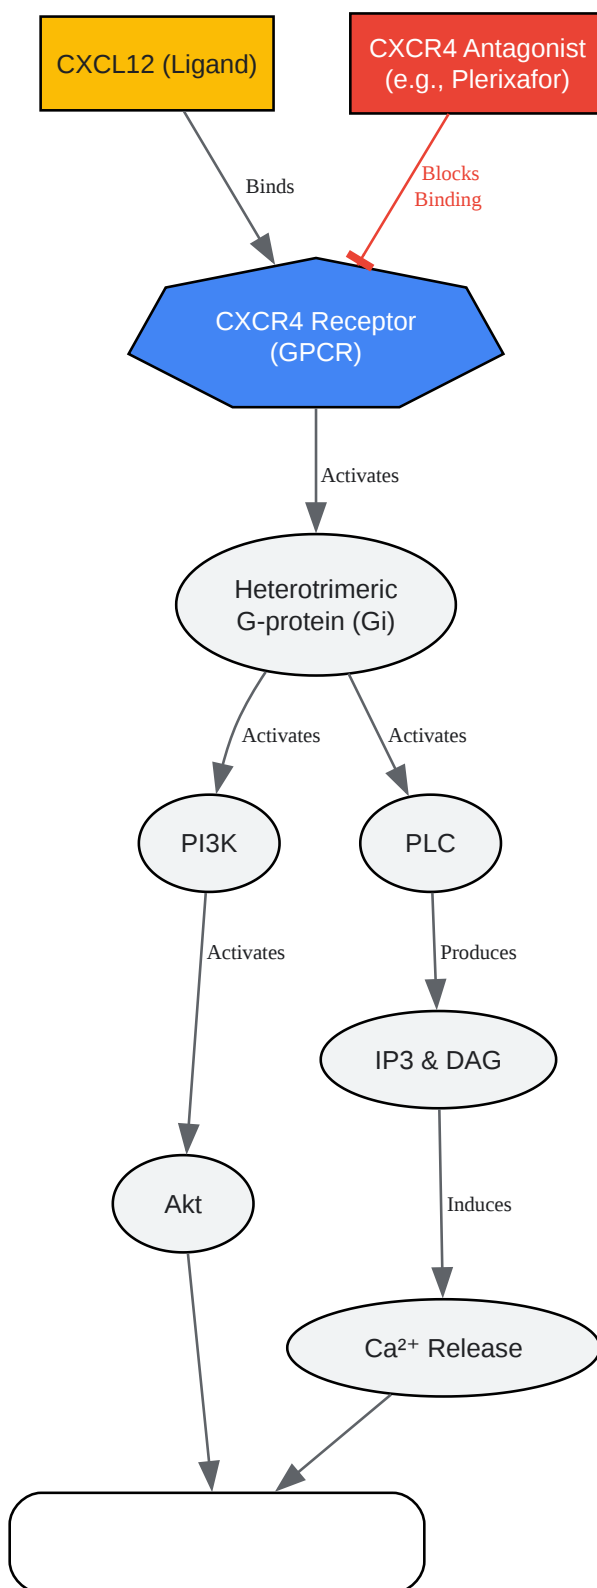 CXCL12 (Ligand)
CXCR4 Antagonist
(e.g., Plerixafor)
Binds
Blocks
Binding
CXCR4 Receptor
(GPCR)
Activates
Heterotrimeric
G-protein (Gi)
Activates
Activates
PI3K
PLC
Activates
Produces
IP3 & DAG
Akt
Induces
Ca²⁺ Release